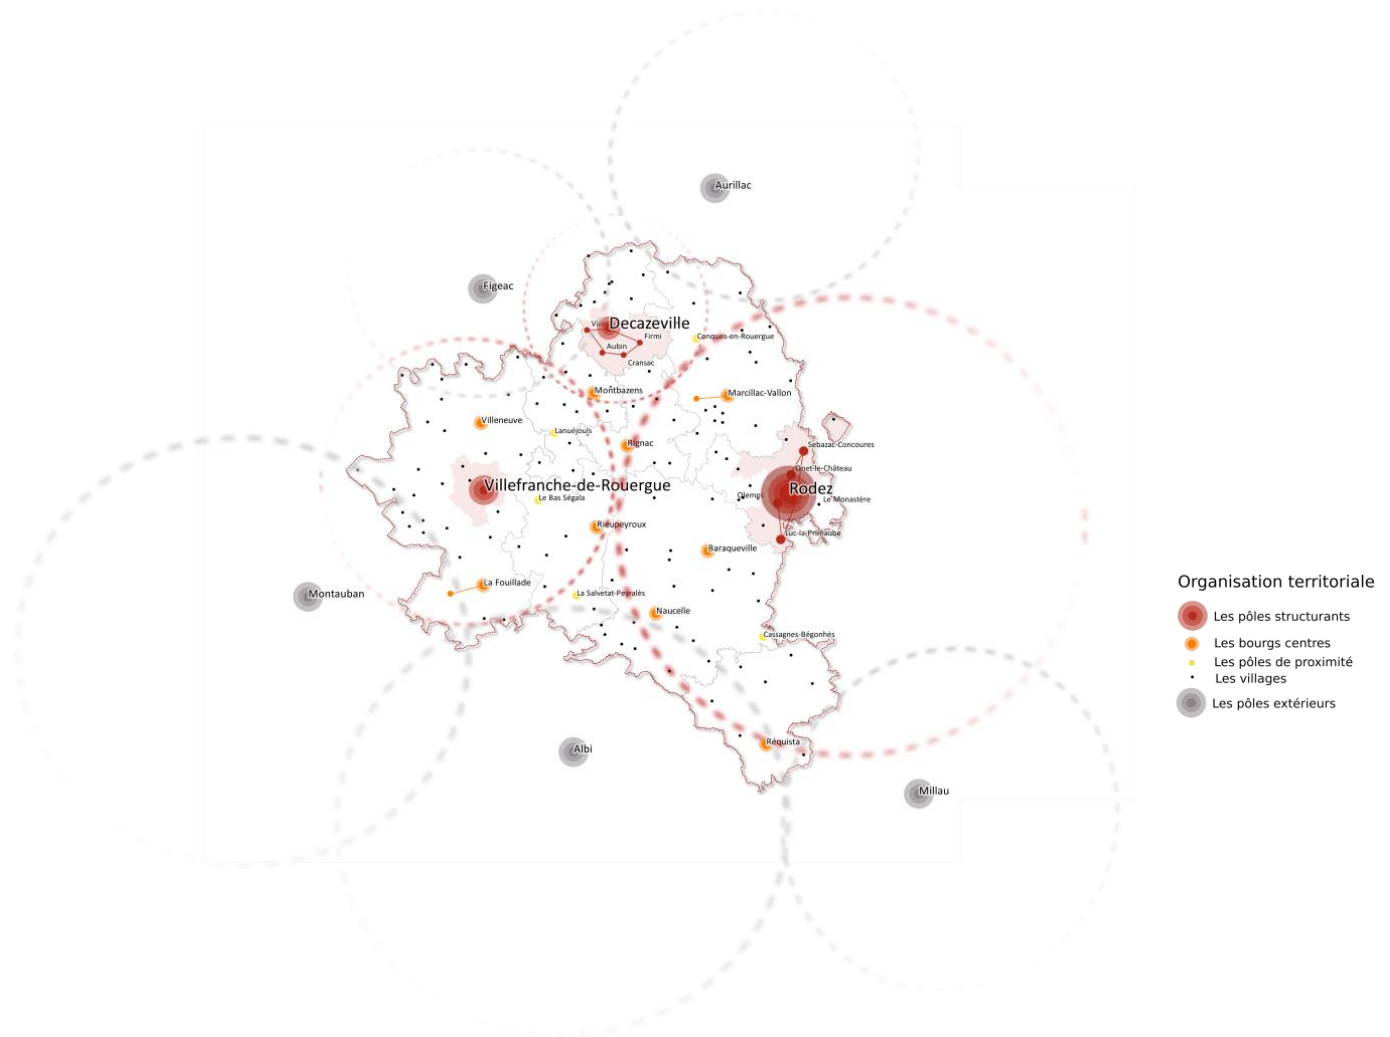 Aurillac
Figeac
Decazeville
Firmi
Aubin
Cransac
Conques-en-Rouergue
Montbazens
Marcillac-Vallon
Villeneuve
Lanuéjouls
Rignac
Sébazac-Concourès
Onet-le-Château
Villefranche-de-Rouergue
Rodez
Le Bas Ségala
Olemps
Le Monastère
Rieupeyroux
Luc-la-Primaube
Baraqueville
La Fouillade
Montauban
La Salvetat-Peyralès
Naucelle
Cassagnes-Bégonhès
Réquista
Albi
Millau
Organisation territoriale
Les pôles structurants
Les bourgs centres
Les pôles de proximité
Les villages
Les pôles extérieurs